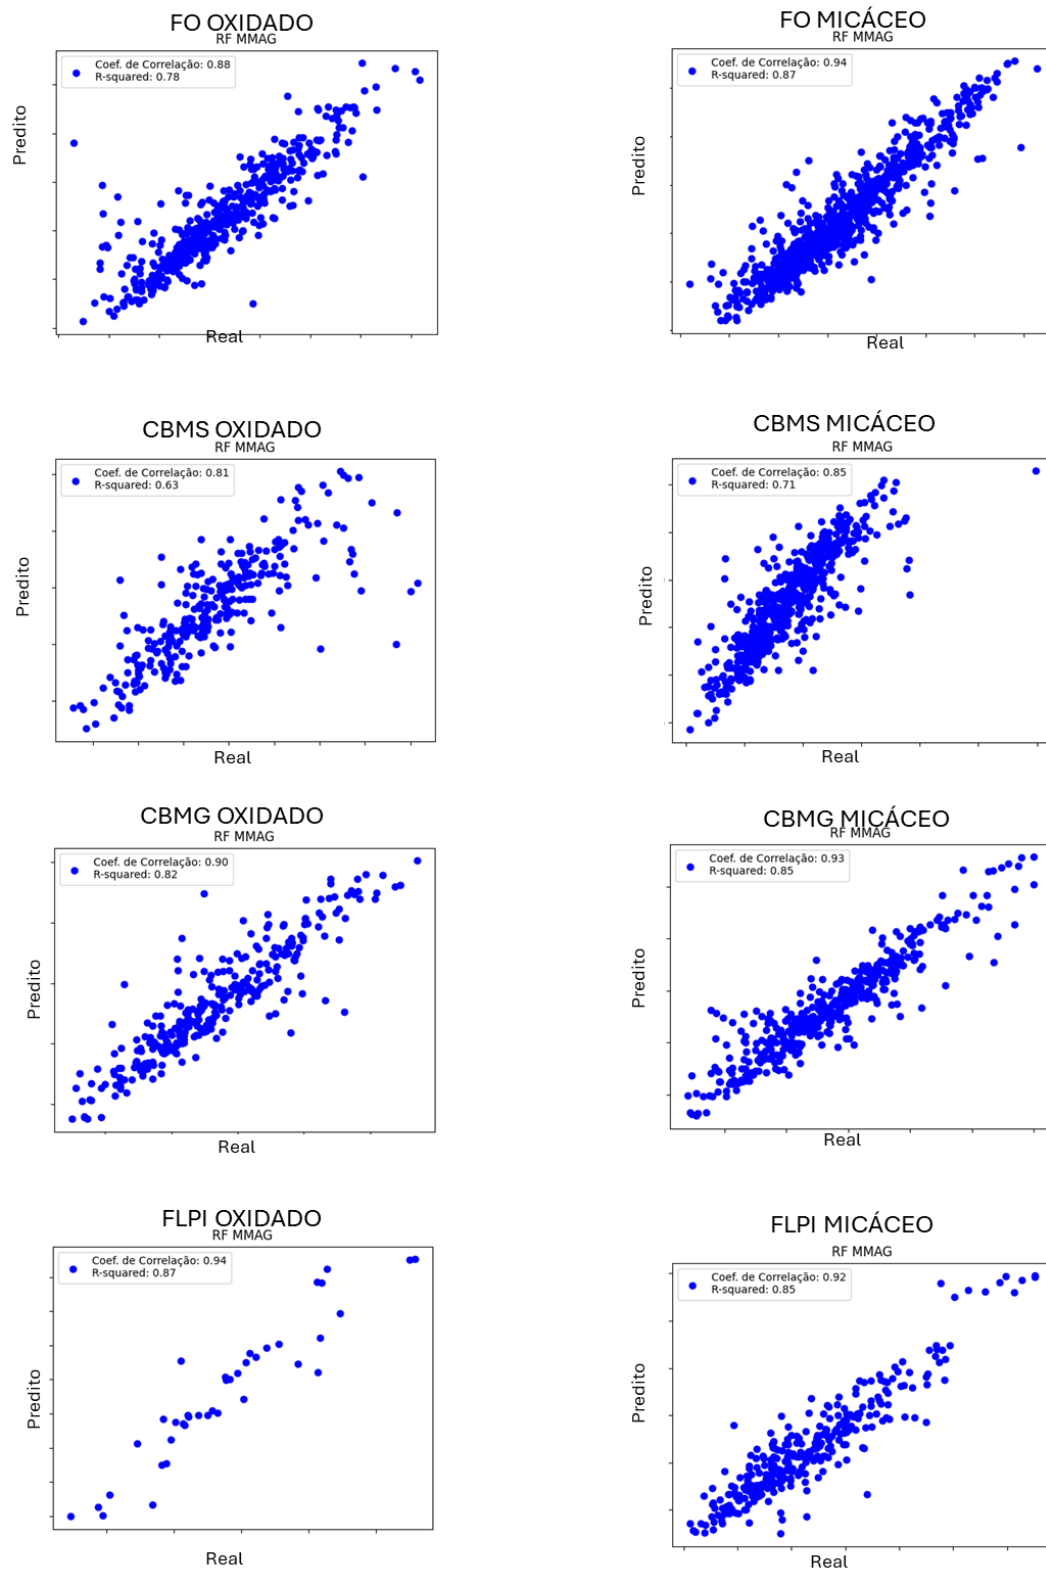 FO OXIDADO
RF MMAG
Coef. de Correlação: 0.88
R-squared: 0.78
Predito
Real
FO MICÁCEO
RF MMAG
Coef. de Correlação: 0.94
R-squared: 0.87
Predito
Real
CBMS OXIDADO
RF MMAG
Coef. de Correlação: 0.81
R-squared: 0.63
Predito
Real
CBMS MICÁCEO
RF MMAG
Coef. de Correlação: 0.85
R-squared: 0.71
Predito
Real
CBMG OXIDADO
RF MMAG
Coef. de Correlação: 0.90
R-squared: 0.82
Predito
Real
CBMG MICÁCEO
RF MMAG
Coef. de Correlação: 0.93
R-squared: 0.85
Predito
Real
FLPI OXIDADO
RF MMAG
Coef. de Correlação: 0.94
R-squared: 0.87
Predito
Real
FLPI MICÁCEO
RF MMAG
Coef. de Correlação: 0.92
R-squared: 0.85
Predito
Real